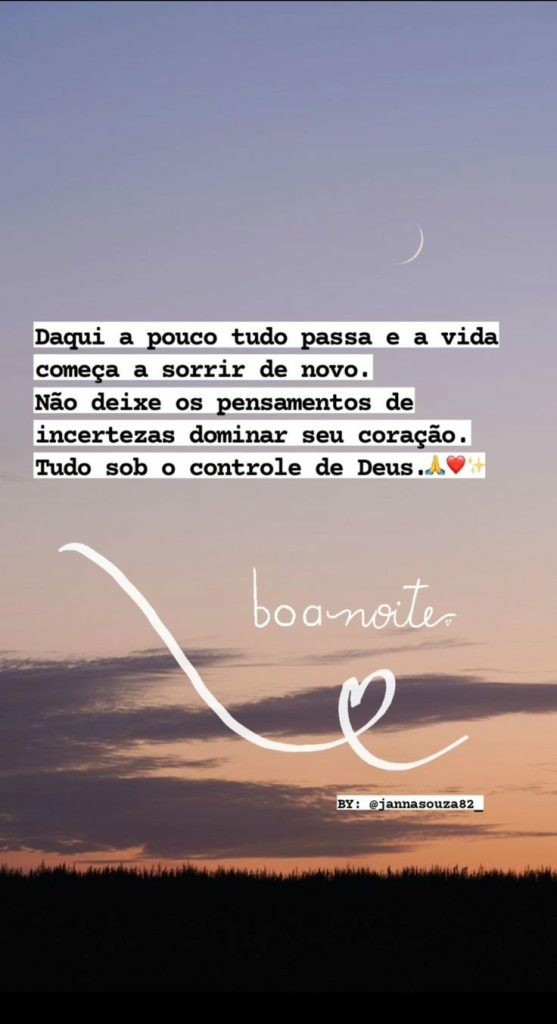 Daqui a pouco tudo passa e a vida
começa a sorrir de novo.
Não deixe os pensamentos de
incertezas dominar seu coração.
Tudo sob o controle de Deus.🙏❤️✨
boa noite
BY: @jannasouza82_